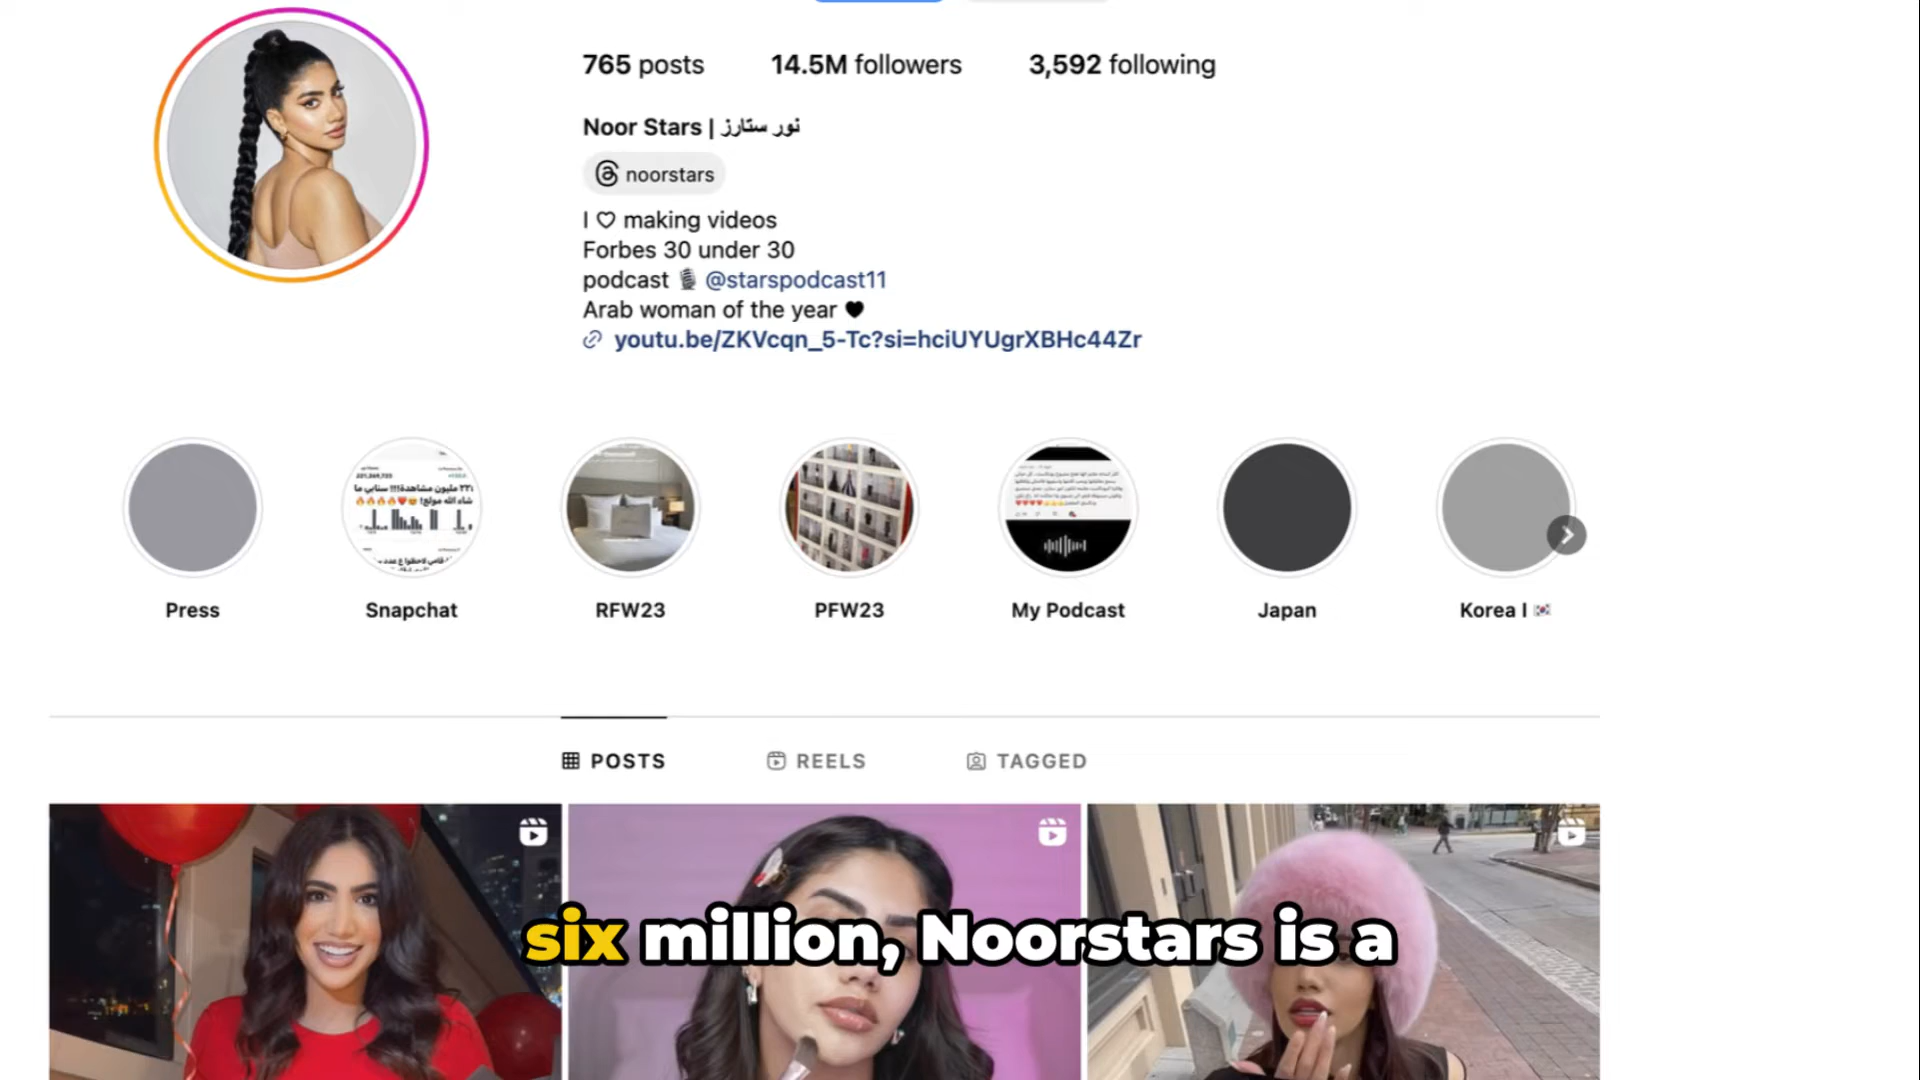 765 posts 14.5M followers 3,592 following
Noor Stars | نور ستارز
noorstars
I ♡ making videos
Forbes 30 under 30
podcast 🎙️ @starspodcast11
Arab woman of the year 🖤
youtu.be/ZKVcqn_5-Tc?si=hciUYUgrXBHc44Zr
Press Snapchat RFW23 PFW23 My Podcast Japan Korea I 🇰🇷
POSTS REELS TAGGED
six million, Noorstars is a